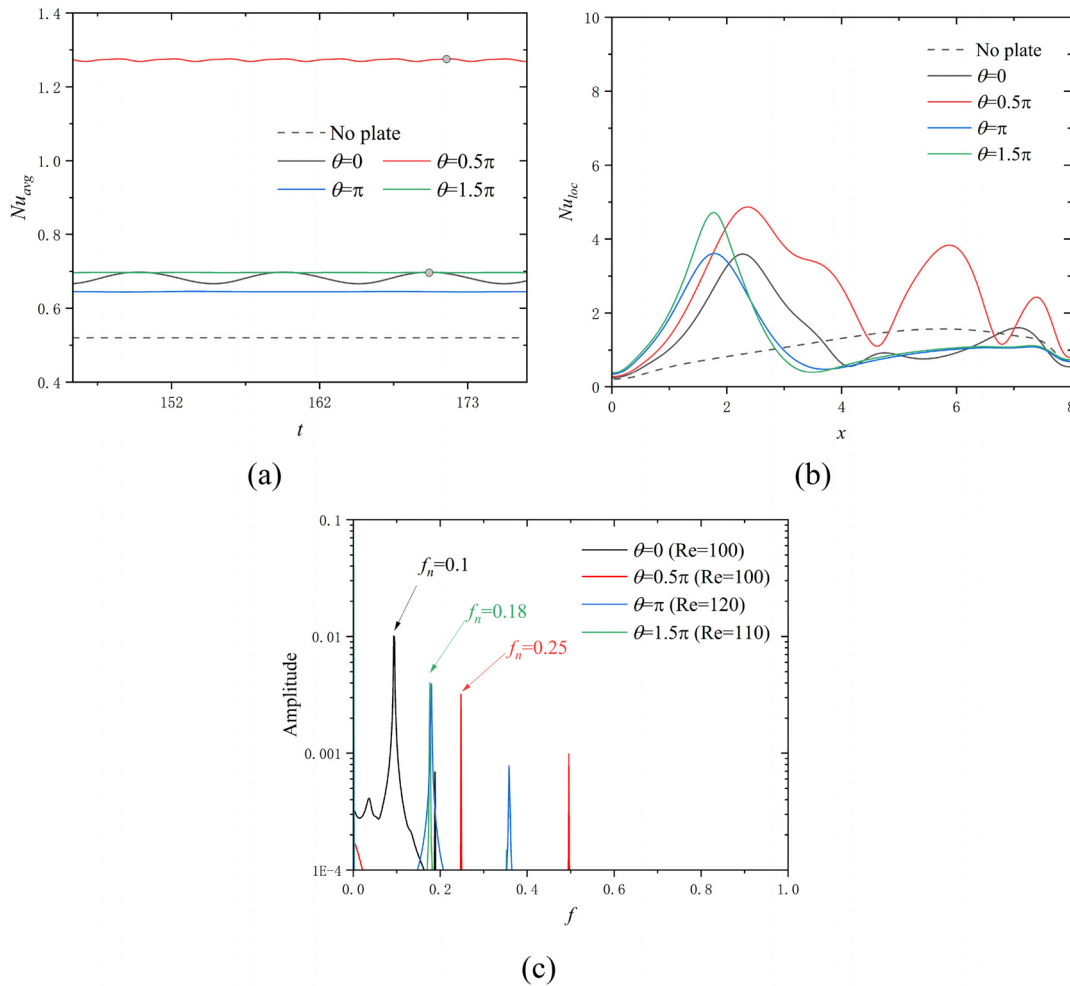 1.4
1.2
1.0
0.8
0.6
0.4
Nu_avg
No plate
θ=0
θ=0.5π
θ=π
θ=1.5π
152
162
173
t
(a)
10
8
6
4
2
0
Nu_loc
No plate
θ=0
θ=0.5π
θ=π
θ=1.5π
0
2
4
6
8
x
(b)
0.1
0.01
0.001
1E-4
Amplitude
f_n=0.1
f_n=0.18
f_n=0.25
θ=0 (Re=100)
θ=0.5π (Re=100)
θ=π (Re=120)
θ=1.5π (Re=110)
0.0
0.2
0.4
0.6
0.8
1.0
f
(c)